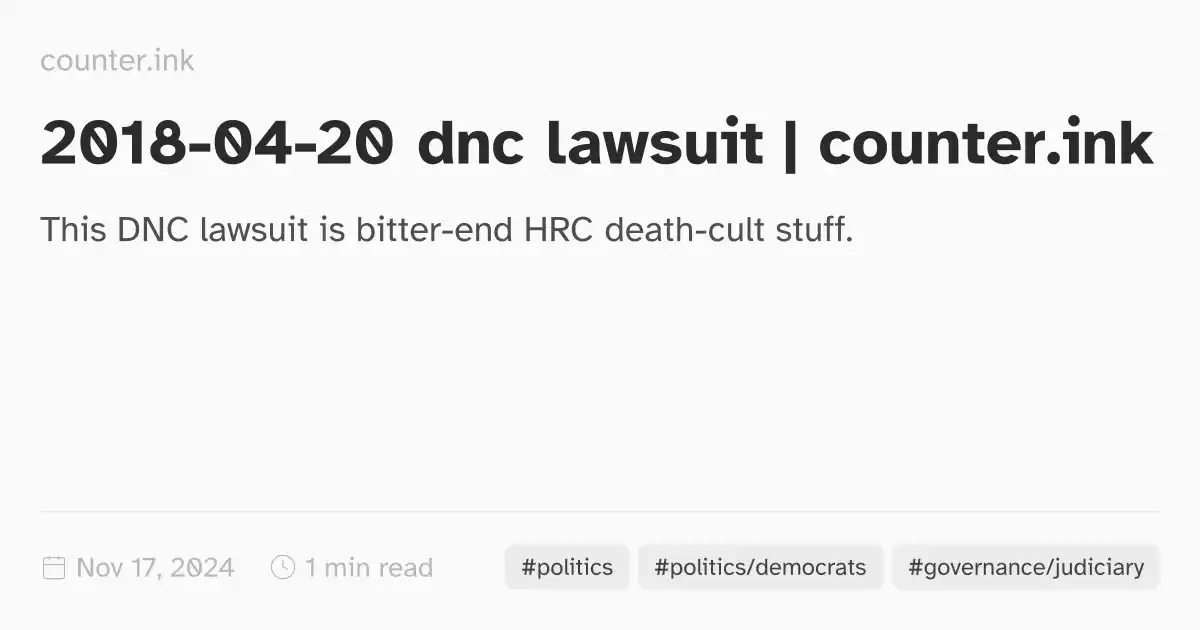 counter.ink
2018-04-20 dnc lawsuit | counter.ink
This DNC lawsuit is bitter-end HRC death-cult stuff.
Nov 17, 2024 1 min read #politics #politics/democrats #governance/judiciary